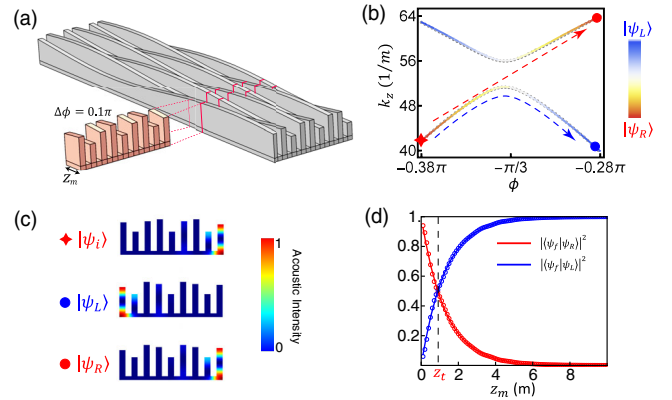 (a)
Δϕ = 0.1π
z_m
(b)
k_z (1/m)
64
56
48
40
−0.38π
−π/3
−0.28π
ϕ
|ψ_L⟩
|ψ_R⟩
(c)
|ψ_i⟩
|ψ_L⟩
|ψ_R⟩
1
0
Acoustic Intensity
(d)
1
0.8
0.6
0.4
0.2
0
z_t
2
4
6
8
z_m (m)
|⟨ψ_f|ψ_R⟩|²
|⟨ψ_f|ψ_L⟩|²